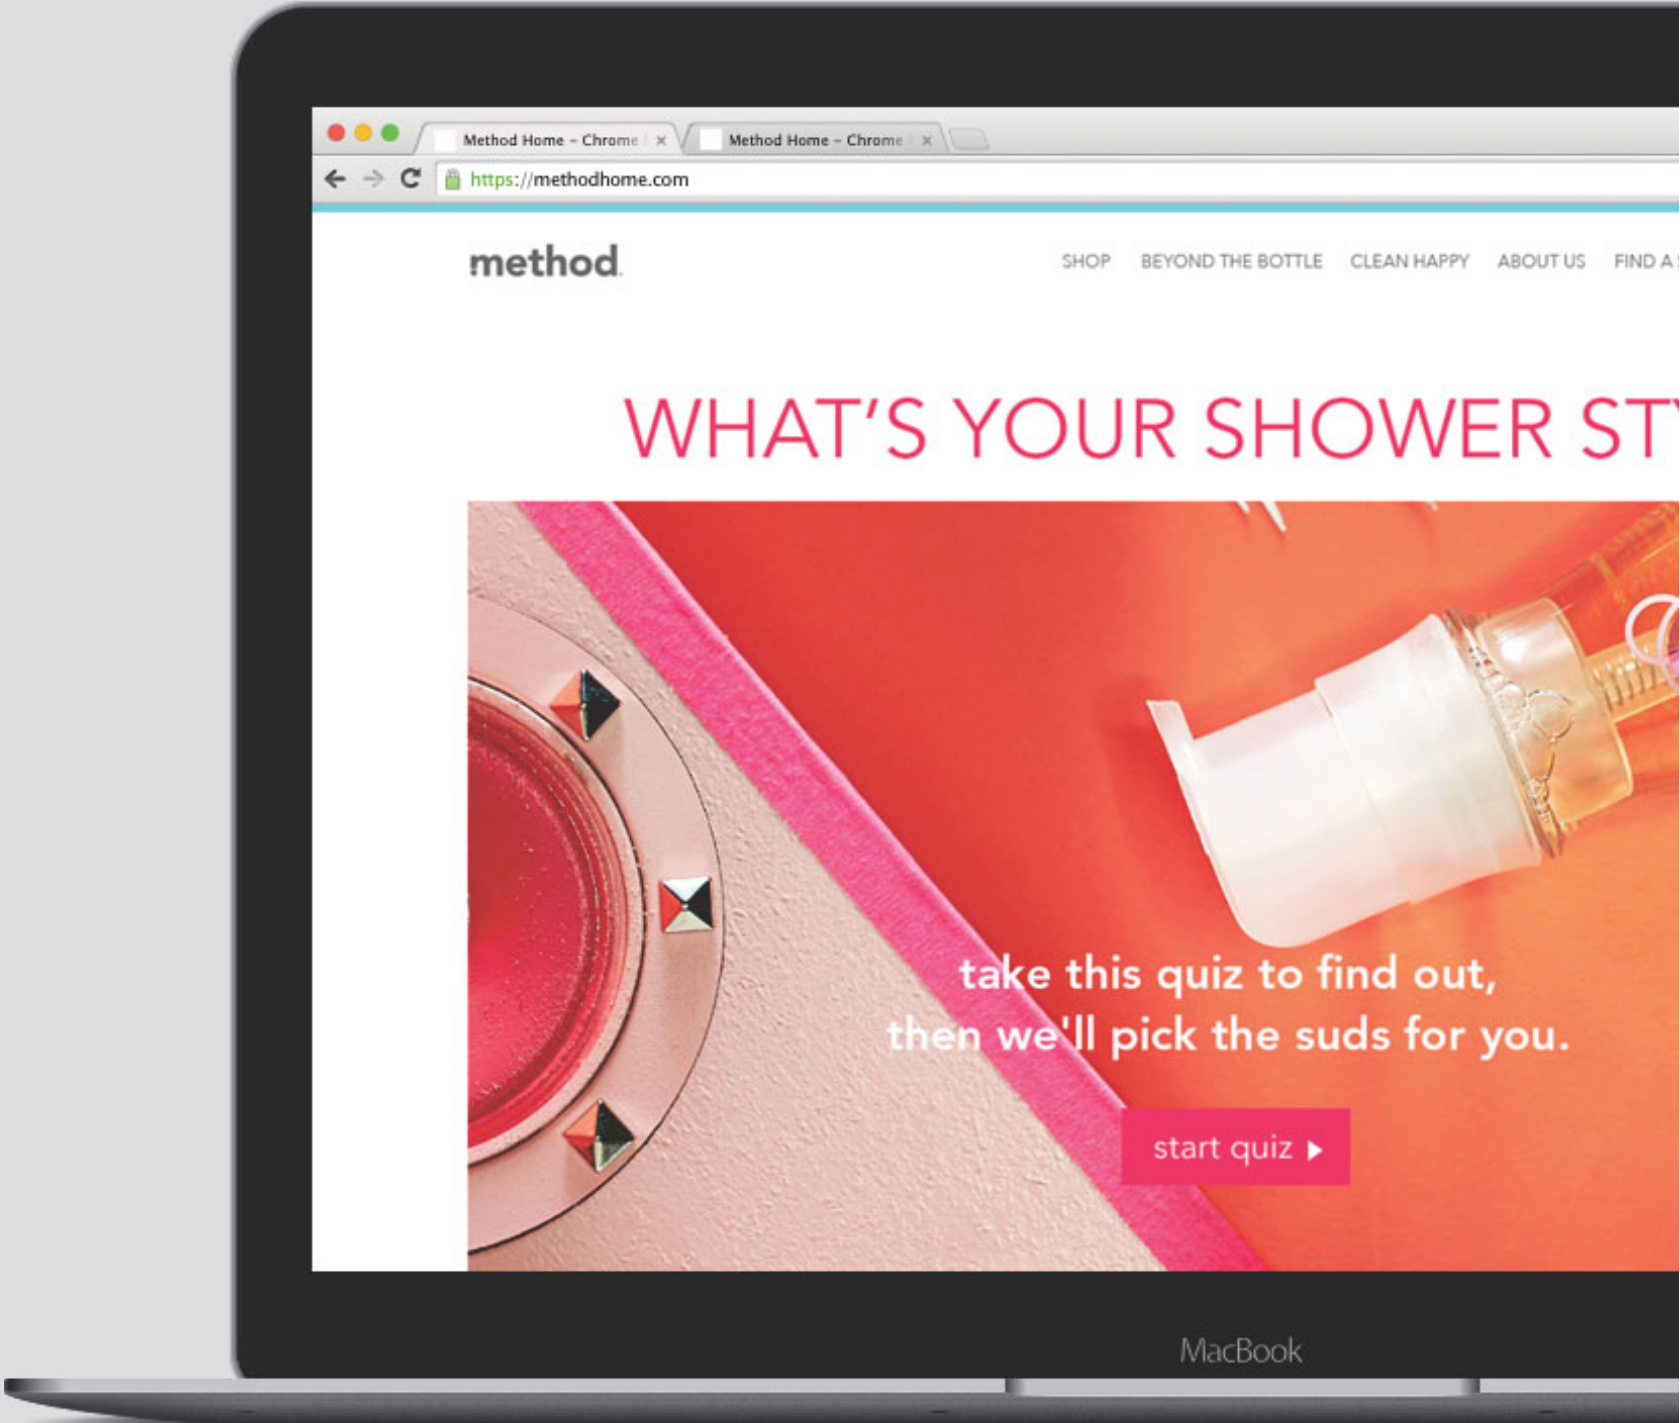 Method Home - Chrome
Method Home - Chrome
https://methodhome.com
method.
SHOP BEYOND THE BOTTLE CLEAN HAPPY ABOUT US FIND A
WHAT'S YOUR SHOWER
take this quiz to find out,
then we'll pick the suds for you.
start quiz
MacBook